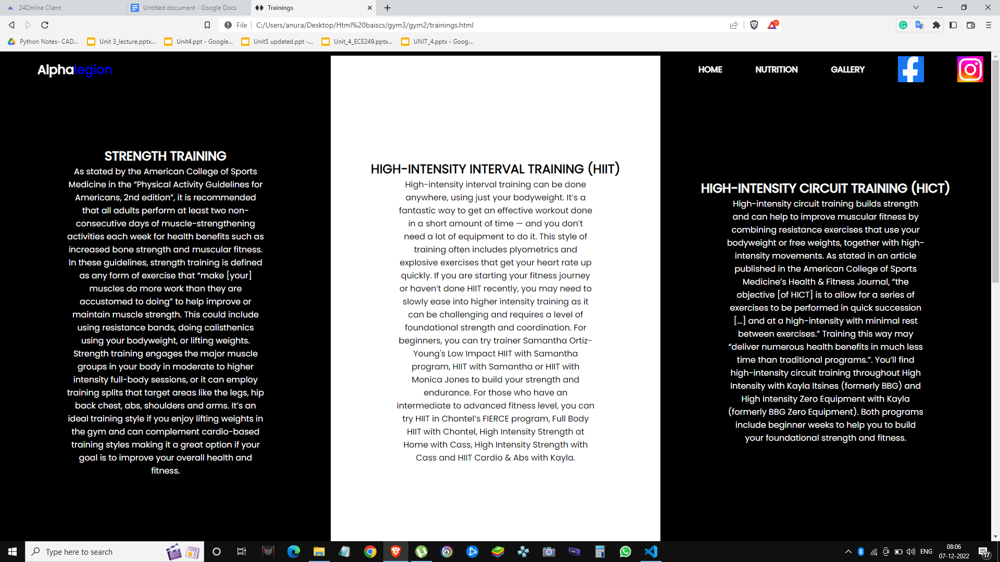 24Online Client
Untitled document - Google Docs
Trainings
File
C:/Users/anura/Desktop/Html%20baiscs/gym3/gym2/trainings.html
1
Python Notes- CAD...
Unit 3_lecture.pptx...
Unit4.ppt - Google...
Unit5 updated.ppt -...
Unit_4_ECE249.pptx...
UNIT_4.pptx - Goog...
Alphalegion
HOME
NUTRITION
GALLERY
STRENGTH TRAINING
As stated by the American College of Sports
Medicine in the “Physical Activity Guidelines for
Americans, 2nd edition”, it is recommended
that all adults perform at least two non-
consecutive days of muscle-strengthening
activities each week for health benefits such as
increased bone strength and muscular fitness.
In these guidelines, strength training is defined
as any form of exercise that “make [your]
muscles do more work than they are
accustomed to doing” to help improve or
maintain muscle strength. This could include
using resistance bands, doing calisthenics
using your bodyweight, or lifting weights.
Strength training engages the major muscle
groups in your body in moderate to higher
intensity full-body sessions, or it can employ
training splits that target areas like the legs, hip
back chest, abs, shoulders and arms. It’s an
ideal training style if you enjoy lifting weights in
the gym and can complement cardio-based
training styles making it a great option if your
goal is to improve your overall health and
fitness.
HIGH-INTENSITY INTERVAL TRAINING (HIIT)
High-intensity interval training can be done
anywhere, using just your bodyweight. It’s a
fantastic way to get an effective workout done
in a short amount of time — and you don’t
need a lot of equipment to do it. This style of
training often includes plyometrics and
explosive exercises that get your heart rate up
quickly. If you are starting your fitness journey
or haven’t done HIIT recently, you may need to
slowly ease into higher intensity training as it
can be challenging and requires a level of
foundational strength and coordination. For
beginners, you can try trainer Samantha Ortiz-
Young's Low Impact HIIT with Samantha
program, HIIT with Samantha or HIIT with
Monica Jones to build your strength and
endurance. For those who have an
intermediate to advanced fitness level, you can
try HIIT in Chontel’s FIERCE program, Full Body
HIIT with Chontel, High Intensity Strength at
Home with Cass, High Intensity Strength with
Cass and HIIT Cardio & Abs with Kayla.
HIGH-INTENSITY CIRCUIT TRAINING (HICT)
High-intensity circuit training builds strength
and can help to improve muscular fitness by
combining resistance exercises that use your
bodyweight or free weights, together with high-
intensity movements. As stated in an article
published in the American College of Sports
Medicine’s Health & Fitness Journal, “the
objective [of HICT] is to allow for a series of
exercises to be performed in quick succession
[...] and at a high-intensity with minimal rest
between exercises.” Training this way may
“deliver numerous health benefits in much less
time than traditional programs.”. You’ll find
high-intensity circuit training throughout High
Intensity with Kayla Itsines (formerly BBG) and
High Intensity Zero Equipment with Kayla
(formerly BBG Zero Equipment). Both programs
include beginner weeks to help you to build
your foundational strength and fitness.
Type here to search
ENG
08:06
07-12-2022
17